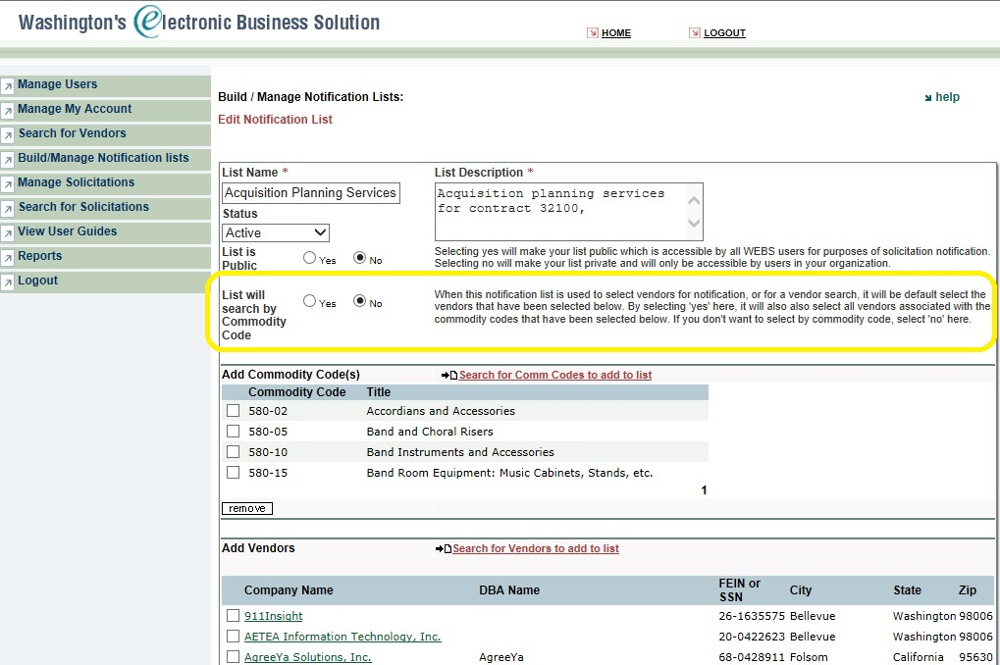 Washington's electronic Business Solution
HOME
LOGOUT
Manage Users
Manage My Account
Search for Vendors
Build/Manage Notification lists
Manage Solicitations
Search for Solicitations
View User Guides
Reports
Logout
Build / Manage Notification Lists:
help
Edit Notification List
List Name *
List Description *
Acquisition Planning Services
Acquisition planning services
for contract 32100,
Status
Active
List is
Public
Yes
No
Selecting yes will make your list public which is accessible by all WEBS users for purposes of solicitation notification.
Selecting no will make your list private and will only be accessible by users in your organization.
List will
search by
Commodity
Code
Yes
No
When this notification list is used to select vendors for notification, or for a vendor search, it will be default select the
vendors that have been selected below. By selecting 'yes' here, it will also also select all vendors associated with the
commodity codes that have been selected below. If you don't want to select by commodity code, select 'no' here.
Add Commodity Code(s)
Search for Comm Codes to add to list
Commodity Code Title
580-02 Accordians and Accessories
580-05 Band and Choral Risers
580-10 Band Instruments and Accessories
580-15 Band Room Equipment: Music Cabinets, Stands, etc.
1
remove
Add Vendors
Search for Vendors to add to list
Company Name DBA Name FEIN or SSN City State Zip
911Insight 26-1635575 Bellevue Washington 98006
AETEA Information Technology, Inc. 20-0422623 Bellevue Washington 98006
AgreeYa Solutions, Inc. AgreeYa 68-0428911 Folsom California 95630